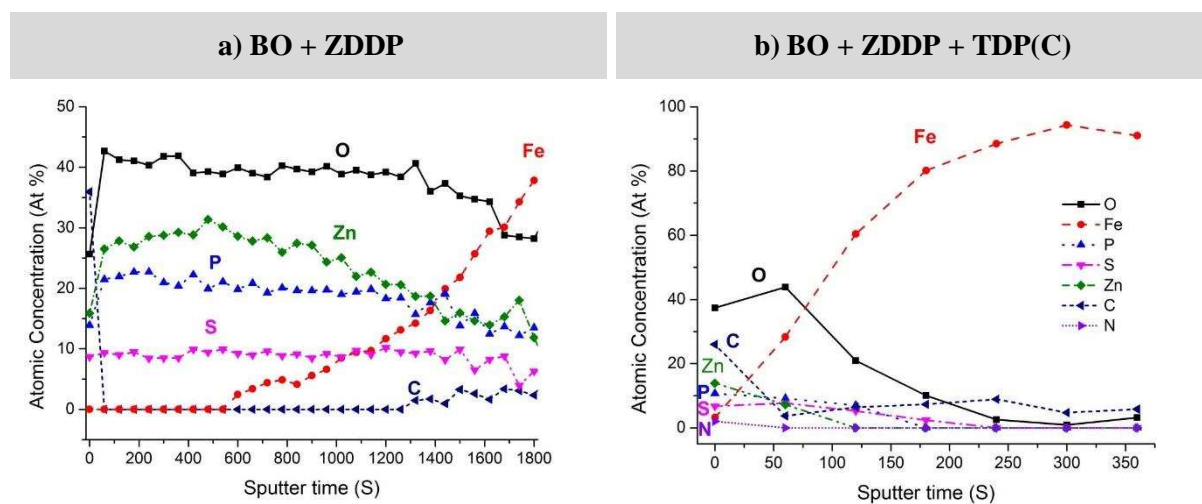 a) BO + ZDDP
b) BO + ZDDP + TDP(C)
Atomic Concentration (At %)
50
40
30
20
10
0
O
Fe
Zn
P
S
C
0 200 400 600 800 1000 1200 1400 1600 1800
Sputter time (S)
Atomic Concentration (At %)
100
80
60
40
20
0
Fe
O
C
Zn
P
S
N
O
Fe
P
S
Zn
C
N
0 50 100 150 200 250 300 350
Sputter time (S)